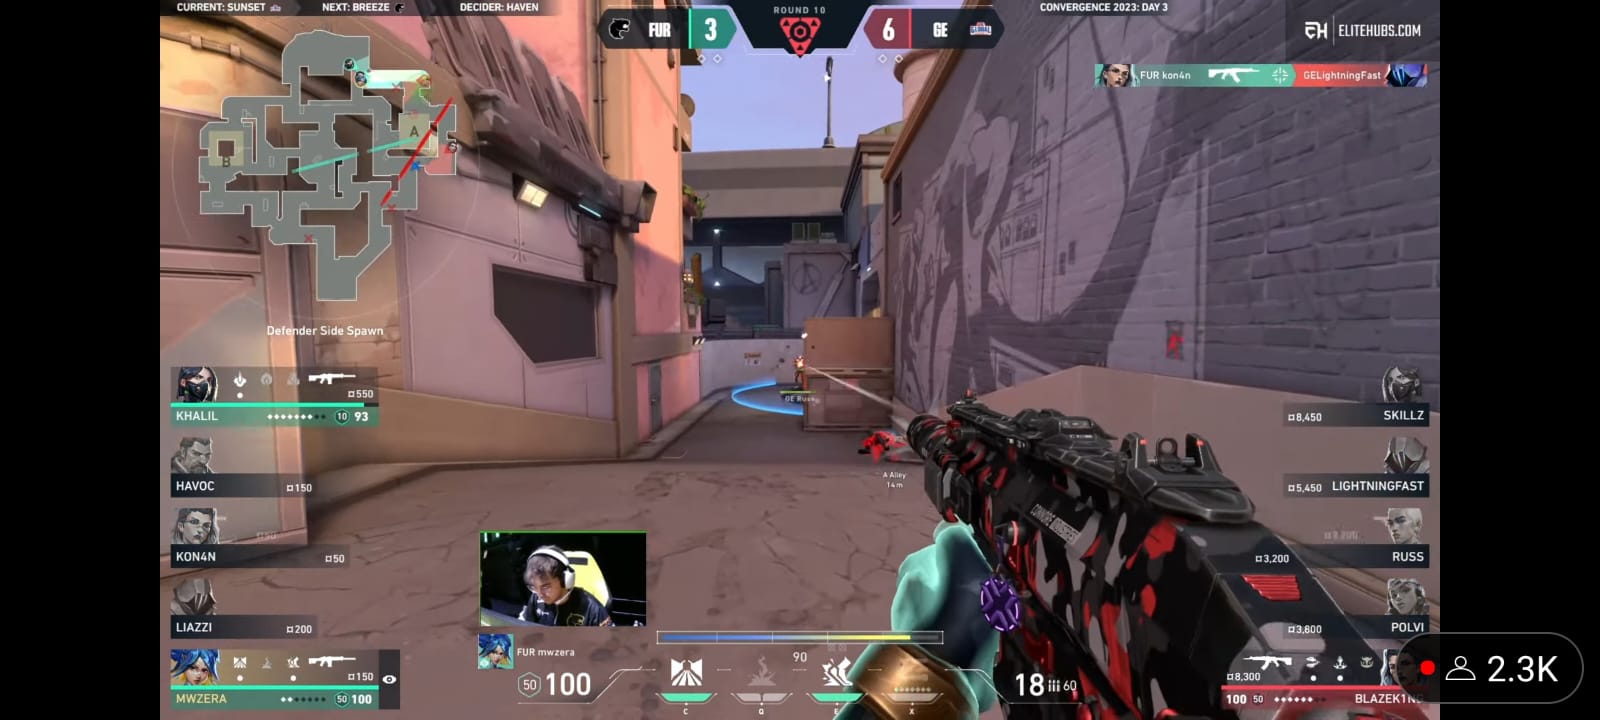 CURRENT: SUNSET NEXT: BREEZE DECIDER: HAVEN
ROUND 10
CONVERGENCE 2023: DAY 3
FUR 3 6 GE
ELITEHUBS.COM
FUR kon4n GELightningFast
A
B
Defender Side Spawn
550
KHALIL 10 93
HAVOC 150
KON4N 50
LIAZZI 200
150
MWZERA 50 100
GE Russ
A Alley
14m
8,450 SKILLZ
5,450 LIGHTNINGFAST
3,200 RUSS
3,600 POLVI
8,300
100 50
FUR mwzera
50 100
90
C Q E X
18 60
2.3K